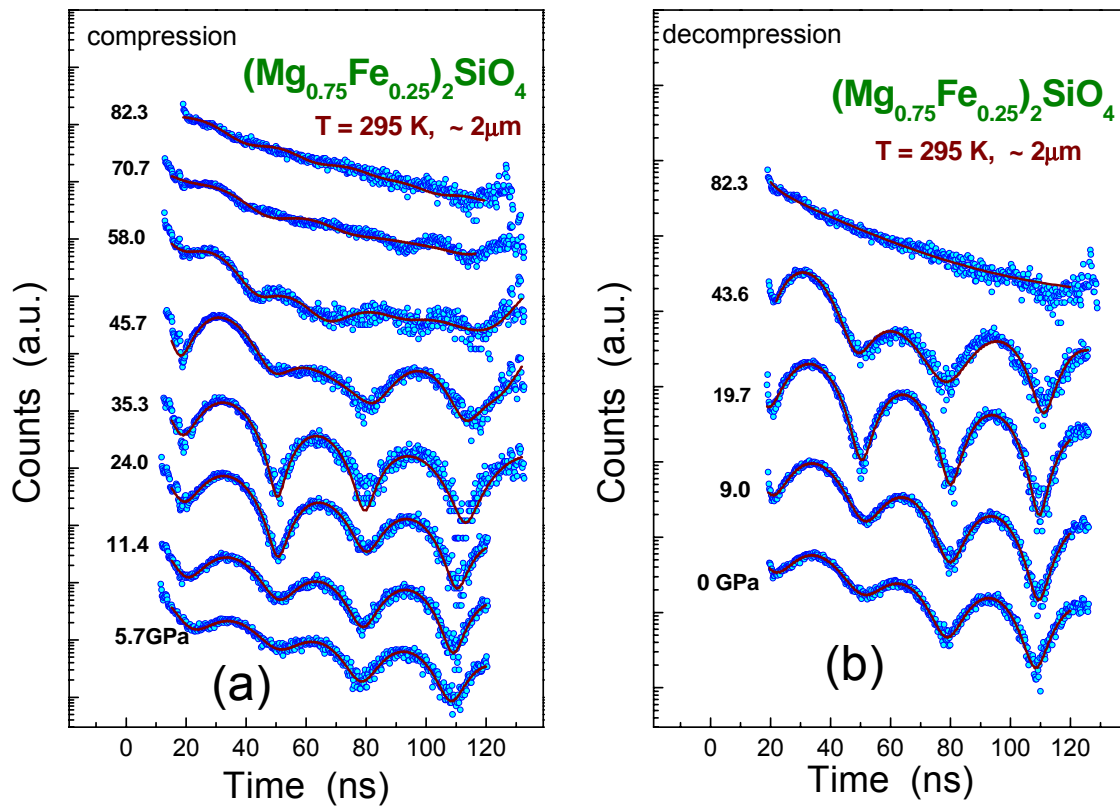 compression
(Mg0.75Fe0.25)2SiO4
T = 295 K, ~ 2μm
82.3
70.7
58.0
45.7
35.3
24.0
11.4
5.7GPa
(a)
Counts (a.u.)
0 20 40 60 80 100 120
Time (ns)
decompression
(Mg0.75Fe0.25)2SiO4
T = 295 K, ~ 2μm
82.3
43.6
19.7
9.0
0 GPa
(b)
Counts (a.u.)
0 20 40 60 80 100 120
Time (ns)